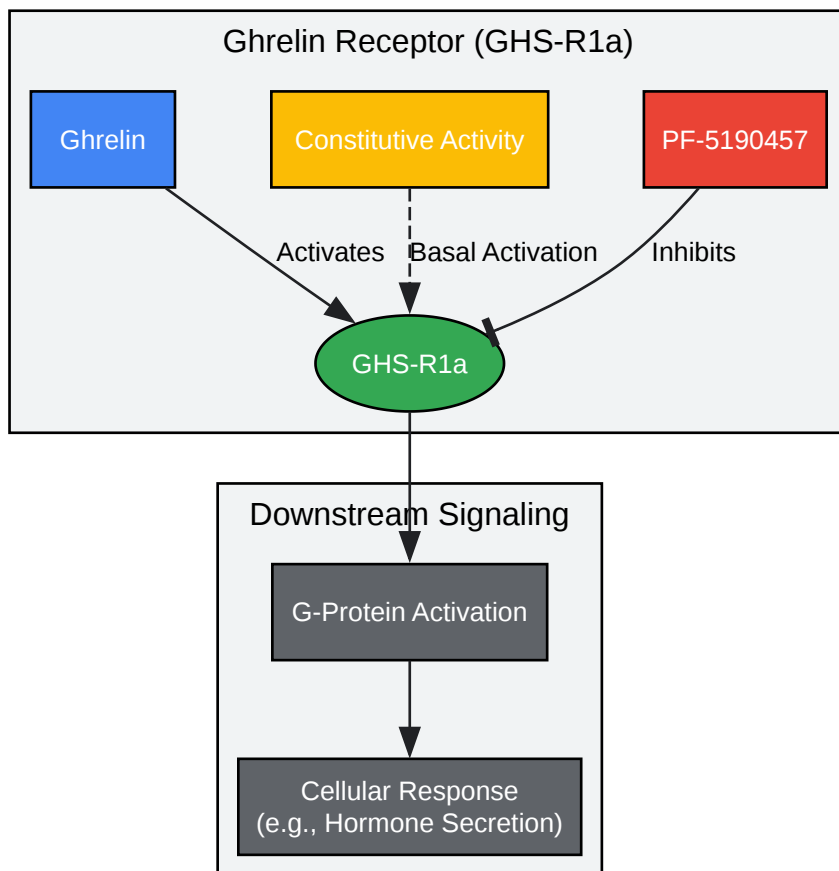 Ghrelin Receptor (GHS-R1a)
Ghrelin
Constitutive Activity
PF-5190457
Activates
Basal Activation
Inhibits
GHS-R1a
Downstream Signaling
G-Protein Activation
Cellular Response
(e.g., Hormone Secretion)